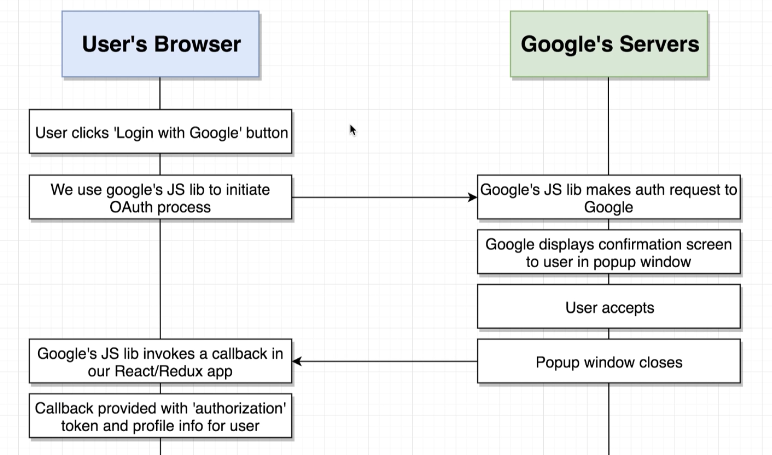 User's Browser
Google's Servers
User clicks 'Login with Google' button
We use google's JS lib to initiate
OAuth process
Google's JS lib makes auth request to
Google
Google displays confirmation screen
to user in popup window
User accepts
Google's JS lib invokes a callback in
our React/Redux app
Popup window closes
Callback provided with 'authorization'
token and profile info for user